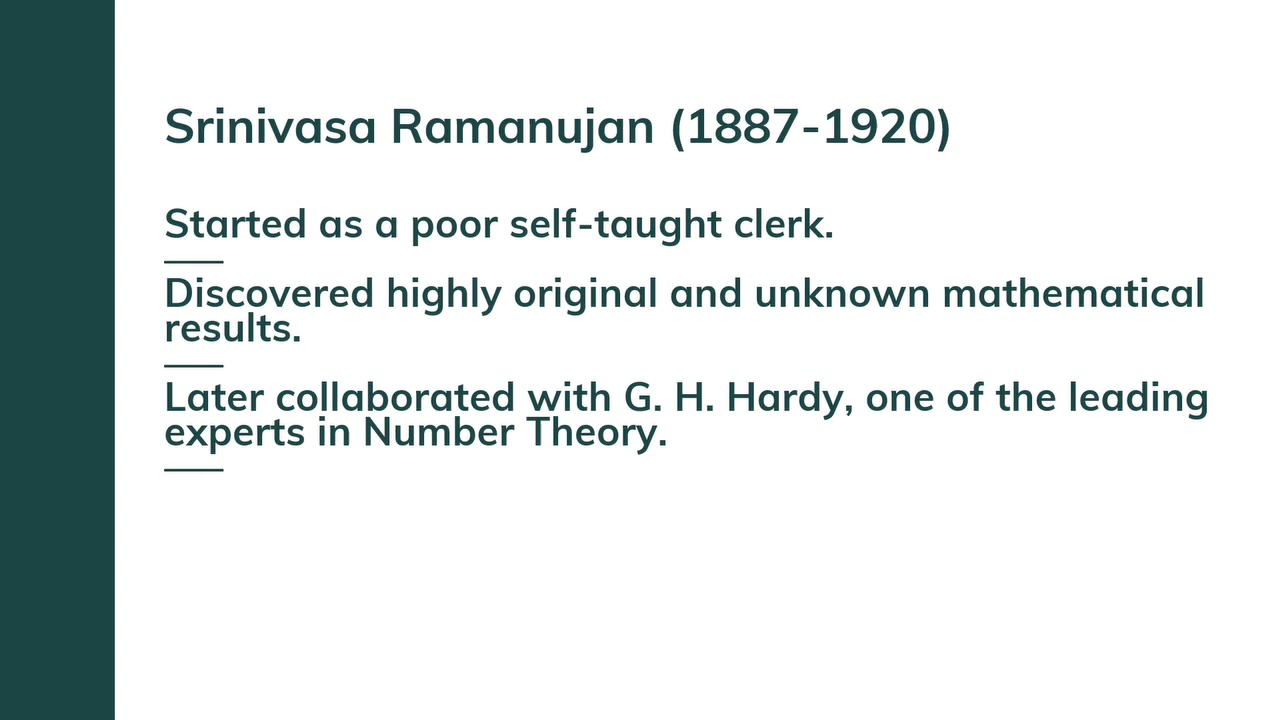 Srinivasa Ramanujan (1887-1920)
Started as a poor self-taught clerk.
Discovered highly original and unknown mathematical
results.
Later collaborated with G. H. Hardy, one of the leading
experts in Number Theory.